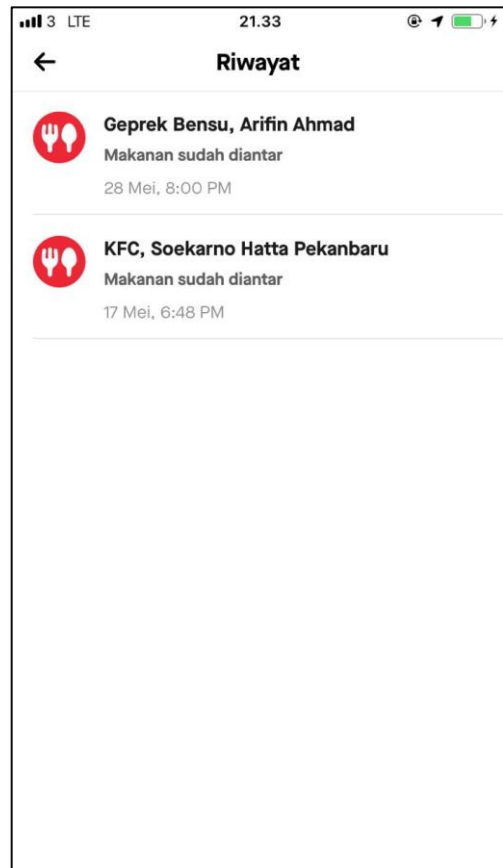 3 LTE 21.33
Riwayat
Geprek Bensu, Arifin Ahmad
Makanan sudah diantar
28 Mei, 8:00 PM
KFC, Soekarno Hatta Pekanbaru
Makanan sudah diantar
17 Mei, 6:48 PM